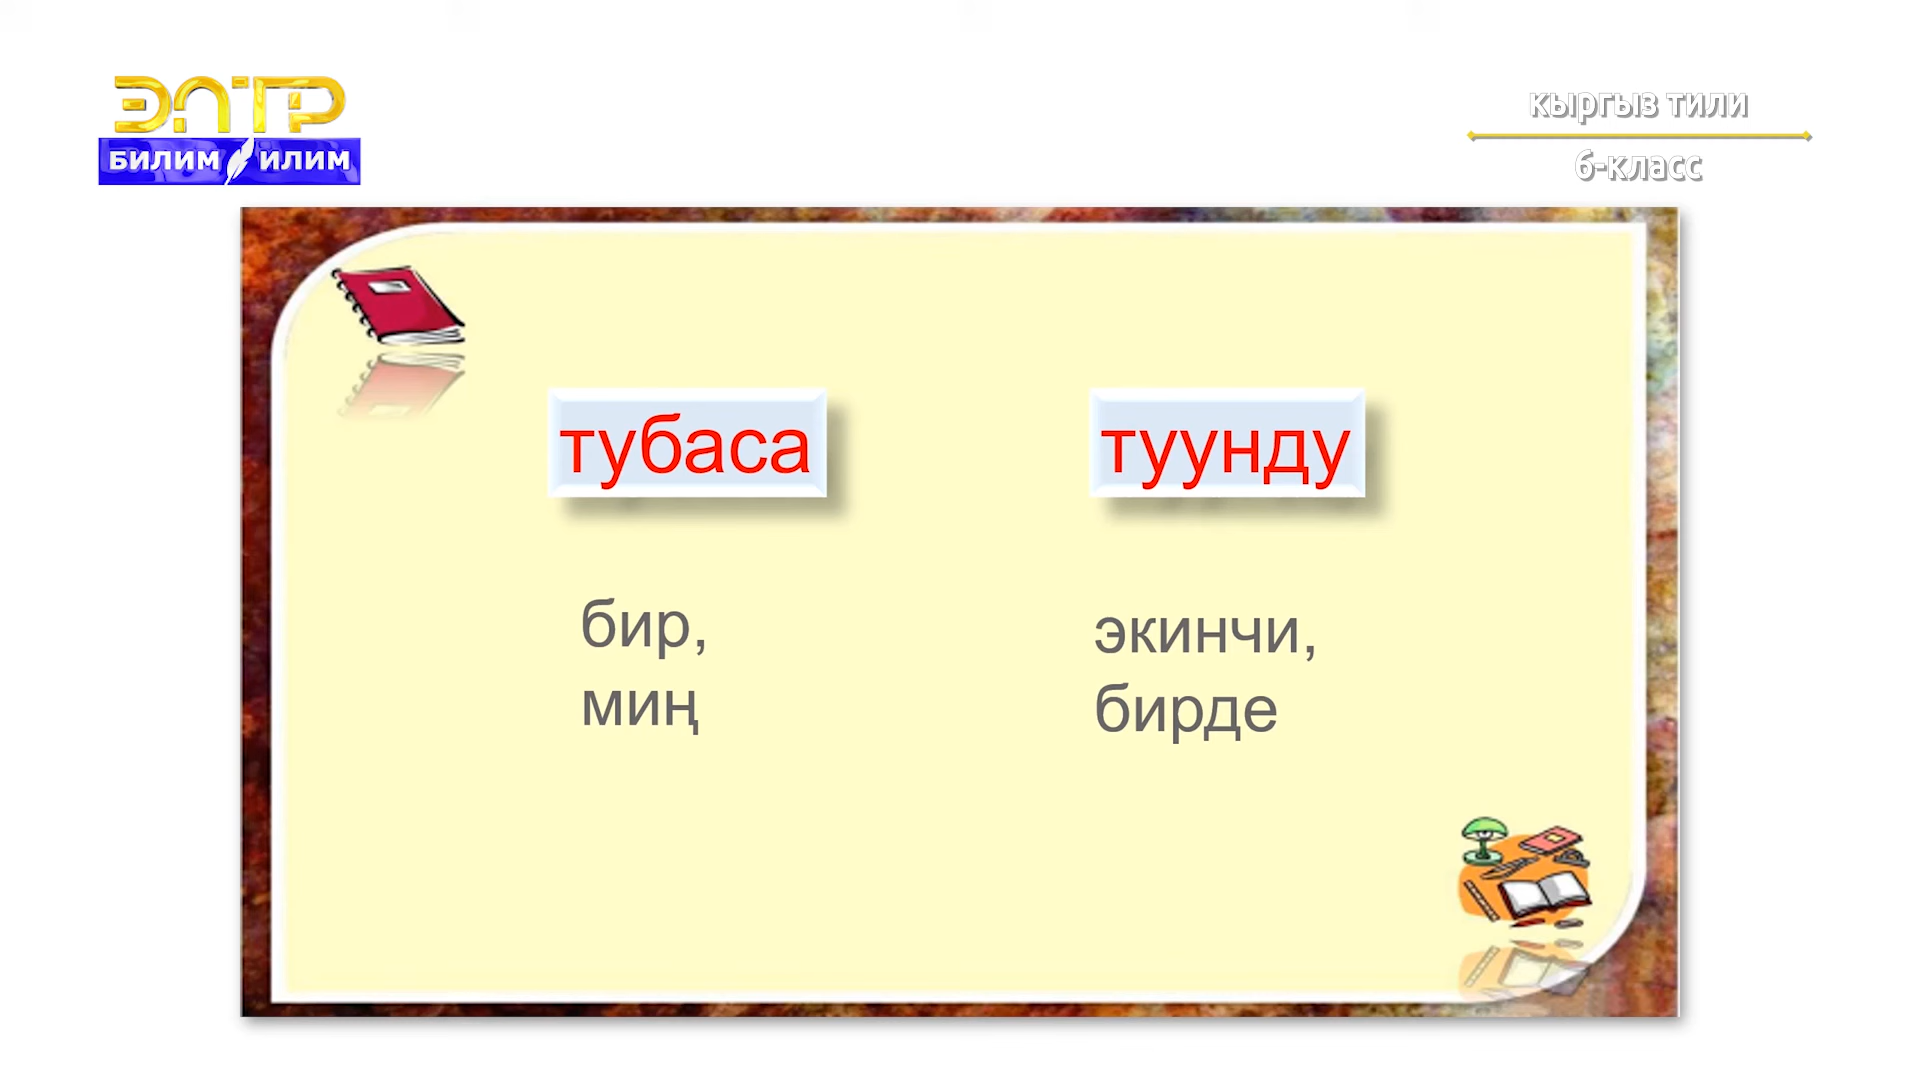 ЭЛТР
БИЛИМ ИЛИМ
кыргыз тили
6-класс
тубаса
туунду
бир,
миң
экинчи,
бирде